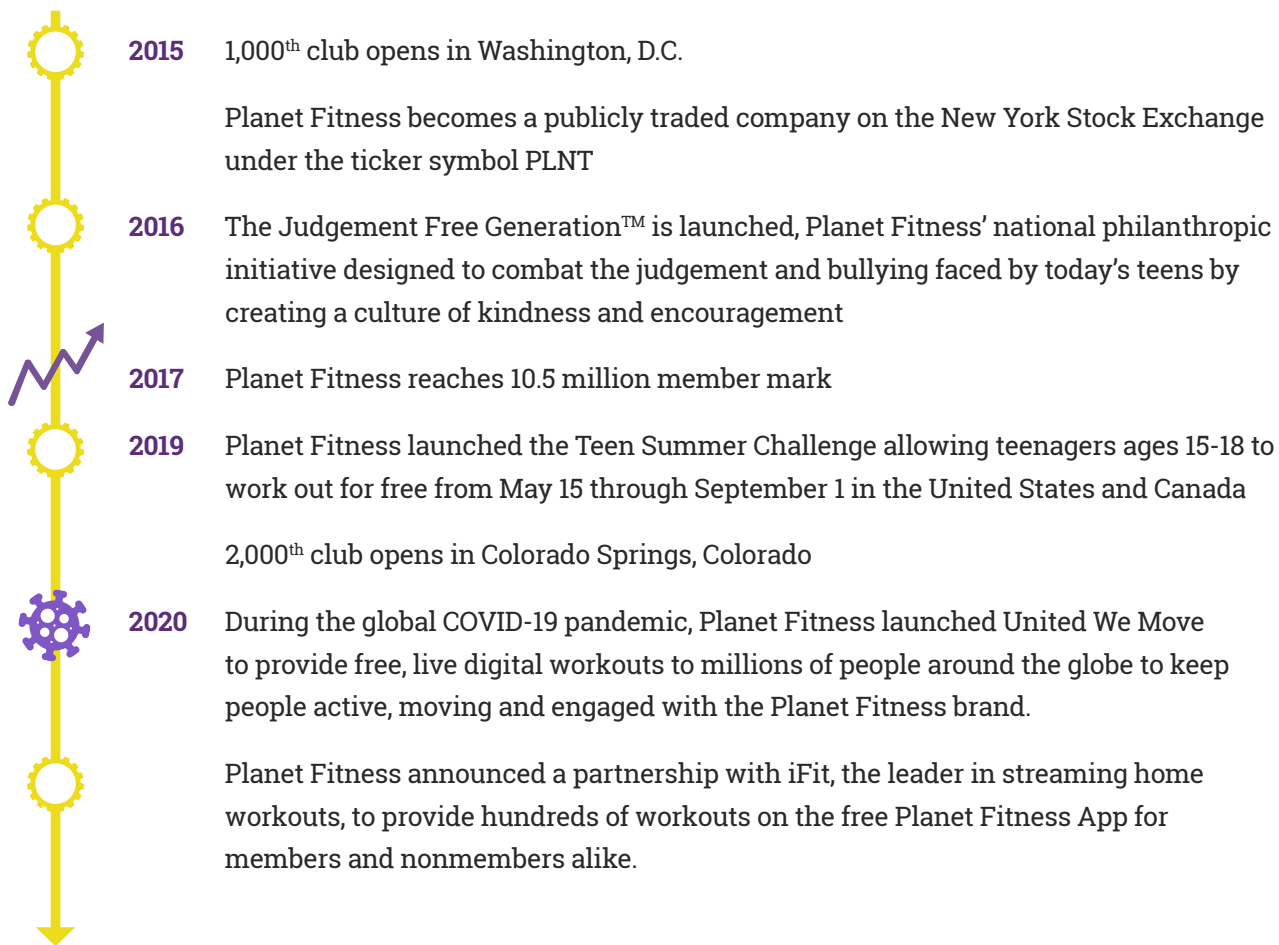 2015 1,000th club opens in Washington, D.C.
Planet Fitness becomes a publicly traded company on the New York Stock Exchange
under the ticker symbol PLNT
2016 The Judgement Free Generation™ is launched, Planet Fitness’ national philanthropic
initiative designed to combat the judgement and bullying faced by today’s teens by
creating a culture of kindness and encouragement
2017 Planet Fitness reaches 10.5 million member mark
2019 Planet Fitness launched the Teen Summer Challenge allowing teenagers ages 15-18 to
work out for free from May 15 through September 1 in the United States and Canada
2,000th club opens in Colorado Springs, Colorado
2020 During the global COVID-19 pandemic, Planet Fitness launched United We Move
to provide free, live digital workouts to millions of people around the globe to keep
people active, moving and engaged with the Planet Fitness brand.
Planet Fitness announced a partnership with iFit, the leader in streaming home
workouts, to provide hundreds of workouts on the free Planet Fitness App for
members and nonmembers alike.